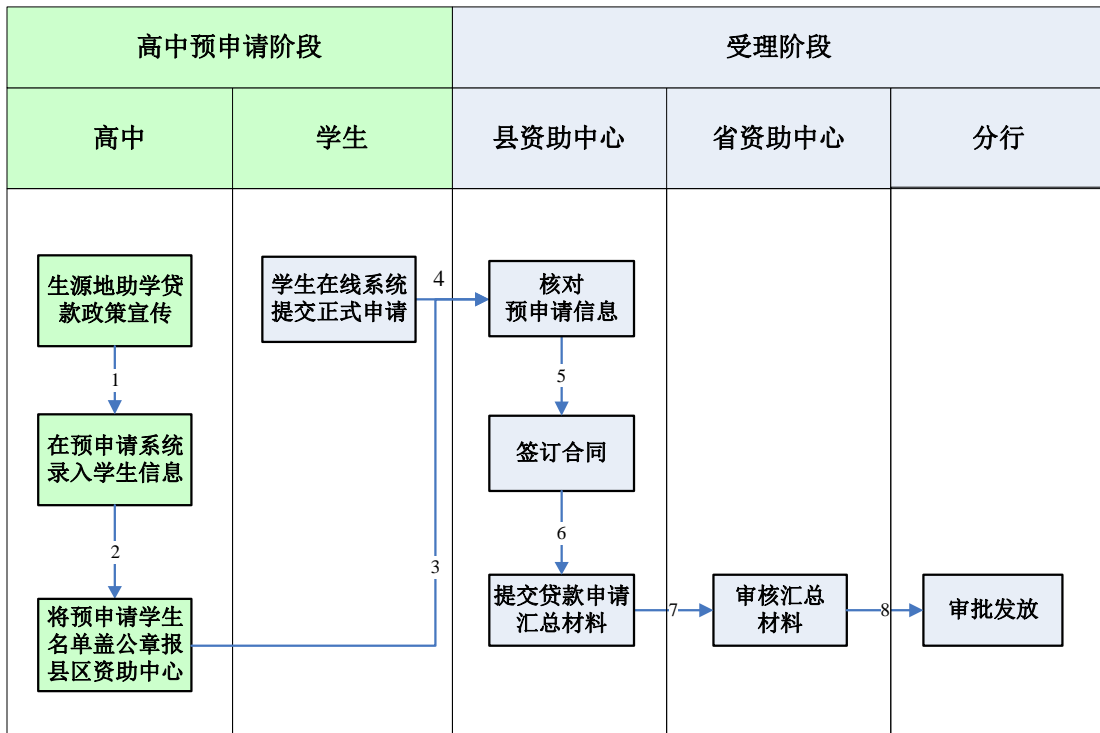 高中预申请阶段
受理阶段
高中
学生
县资助中心
省资助中心
分行
生源地助学贷
款政策宣传
1
在预申请系统
录入学生信息
2
将预申请学生
名单盖公章报
县区资助中心
3
学生在线系统
提交正式申请
4
核对
预申请信息
5
签订合同
6
提交贷款申请
汇总材料
7
审核汇总
材料
8
审批发放